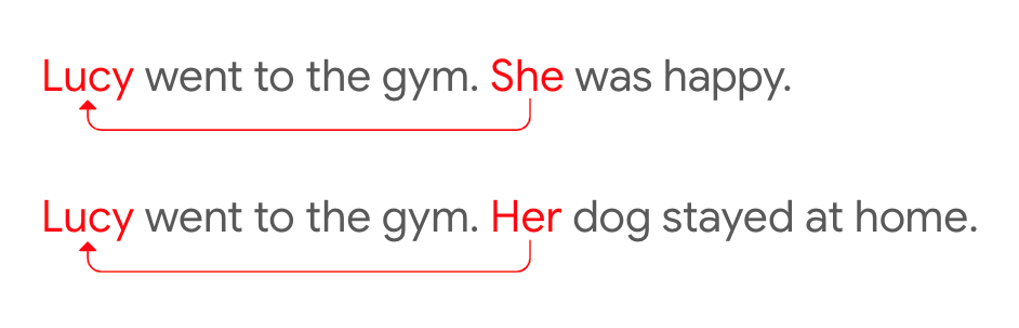 Lucy went to the gym. She was happy.
Lucy went to the gym. Her dog stayed at home.